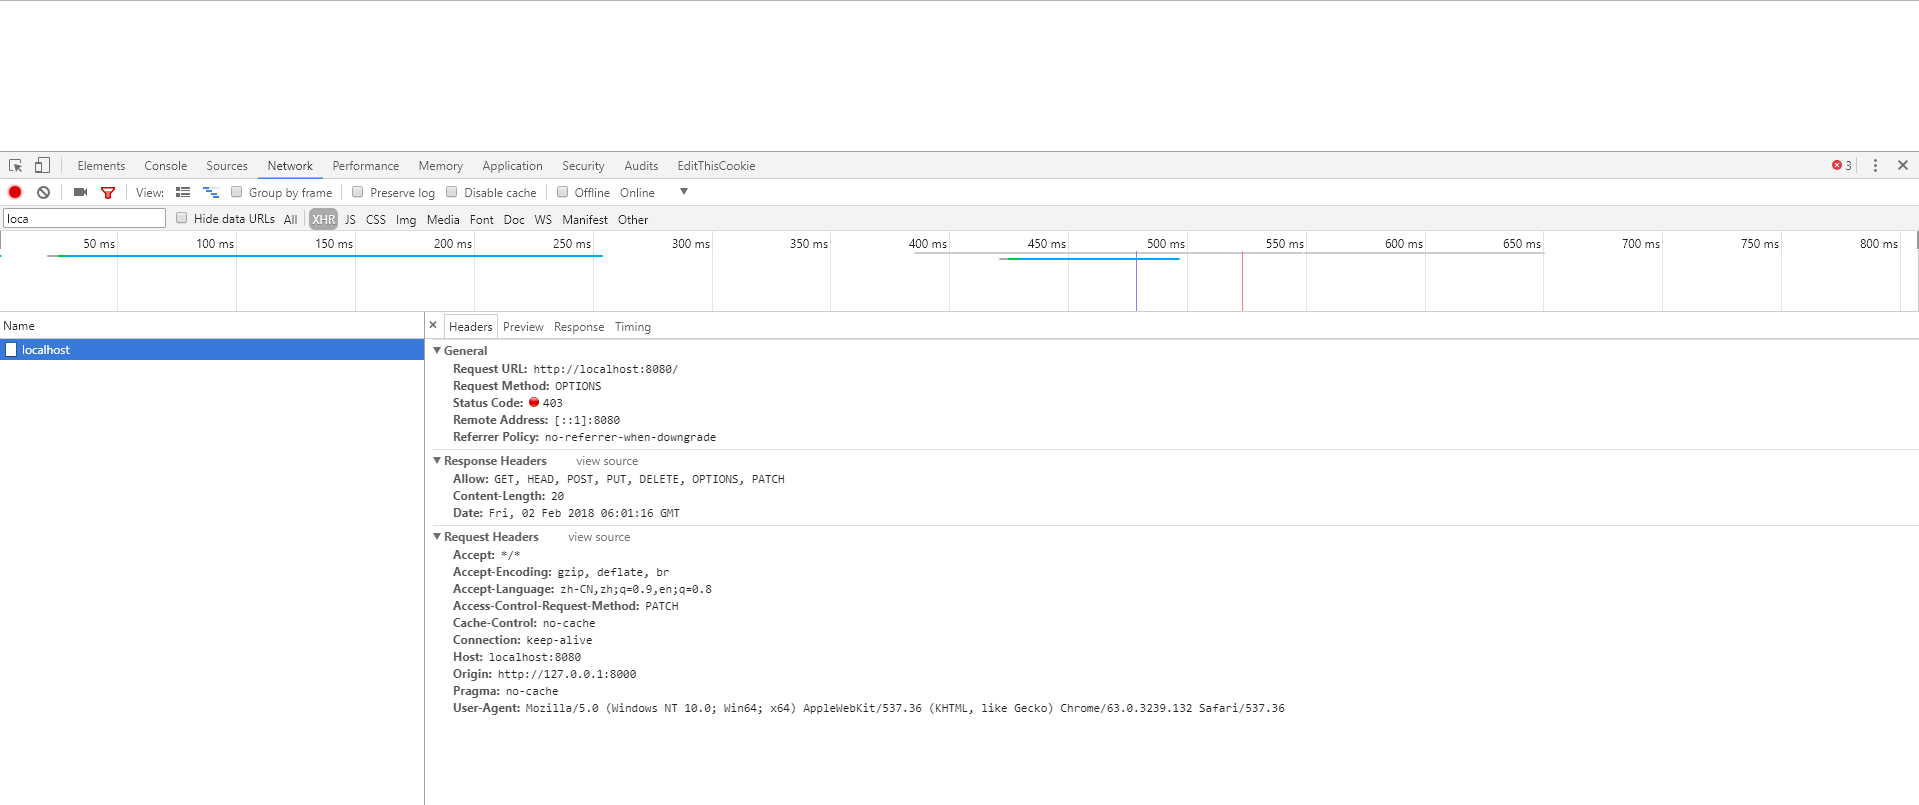 Elements Console Sources Network Performance Memory Application Security Audits EditThisCookie 3
View: Group by frame Preserve log Disable cache Offline Online
loca Hide data URLs All XHR JS CSS Img Media Font Doc WS Manifest Other
50 ms 100 ms 150 ms 200 ms 250 ms 300 ms 350 ms 400 ms 450 ms 500 ms 550 ms 600 ms 650 ms 700 ms 750 ms 800 ms
Name
localhost
Headers Preview Response Timing
General
Request URL: http://localhost:8080/
Request Method: OPTIONS
Status Code: 403
Remote Address: [::1]:8080
Referrer Policy: no-referrer-when-downgrade
Response Headers view source
Allow: GET, HEAD, POST, PUT, DELETE, OPTIONS, PATCH
Content-Length: 20
Date: Fri, 02 Feb 2018 06:01:16 GMT
Request Headers view source
Accept: */*
Accept-Encoding: gzip, deflate, br
Accept-Language: zh-CN,zh;q=0.9,en;q=0.8
Access-Control-Request-Method: PATCH
Cache-Control: no-cache
Connection: keep-alive
Host: localhost:8080
Origin: http://127.0.0.1:8000
Pragma: no-cache
User-Agent: Mozilla/5.0 (Windows NT 10.0; Win64; x64) AppleWebKit/537.36 (KHTML, like Gecko) Chrome/63.0.3239.132 Safari/537.36